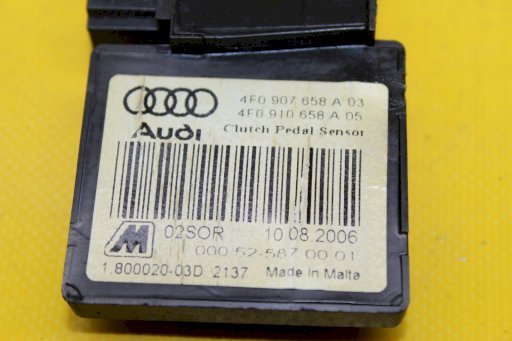 4F0 907 658 A 03
4F0 910 658 A 05
Audi Clutch Pedal Sensor
02SOR 10.08.2006
000 52-587 00 01
1.800020-03D 2137 Made In Malta